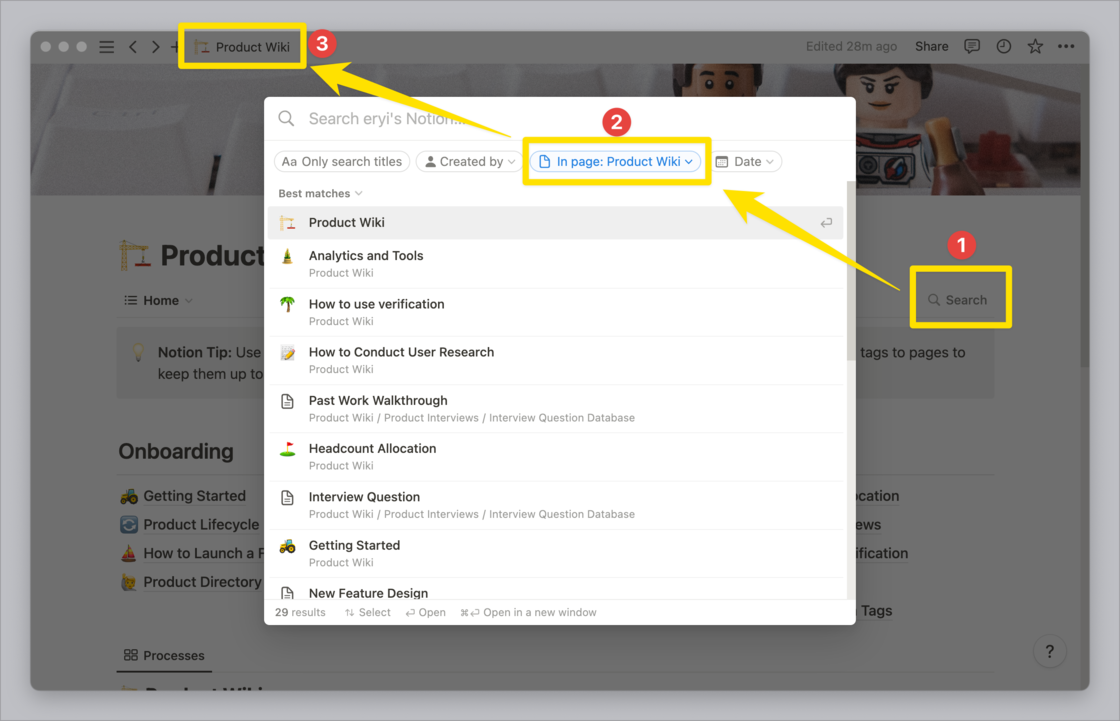 Product Wiki
3
Edited 28m ago
Share
Search eryi's Notion...
2
Aa Only search titles
Created by
In page: Product Wiki
Date
Best matches
Product Wiki
Analytics and Tools
Product Wiki
How to use verification
Product Wiki
How to Conduct User Research
Product Wiki
Past Work Walkthrough
Product Wiki / Product Interviews / Interview Question Database
Headcount Allocation
Product Wiki
Interview Question
Product Wiki / Product Interviews / Interview Question Database
Getting Started
Product Wiki
New Feature Design
29 results
Select
Open
⌘↵ Open in a new window
1
Product
Home
Search
Notion Tip: Use
tags to pages to
keep them up to
Onboarding
Getting Started
Product Lifecycle
How to Launch a F
Product Directory
cation
ews
ification
Tags
Processes
?